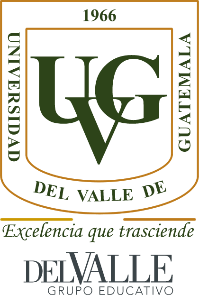 1966
UNIVERSIDAD
DEL VALLE DE
GUATEMALA
UVG
Excelencia que trasciende
DELVALLE
GRUPO EDUCATIVO